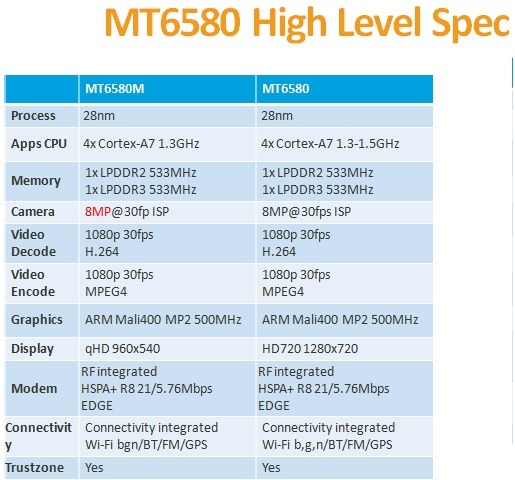 MT6580 High Level Spec
MT6580M MT6580
Process 28nm 28nm
Apps CPU 4x Cortex-A7 1.3GHz 4x Cortex-A7 1.3-1.5GHz
Memory 1x LPDDR2 533MHz 1x LPDDR2 533MHz
1x LPDDR3 533MHz 1x LPDDR3 533MHz
Camera 8MP@30fp ISP 8MP@30fps ISP
Video 1080p 30fps 1080p 30fps
Decode H.264 H.264
Video 1080p 30fps 1080p 30fps
Encode MPEG4 MPEG4
Graphics ARM Mali400 MP2 500MHz ARM Mali400 MP2 500MHz
Display qHD 960x540 HD720 1280x720
RF integrated RF integrated
Modem HSPA+ R8 21/5.76Mbps HSPA+ R8 21/5.76Mbps
EDGE EDGE
Connectivit Connectivity integrated Connectivity integrated
y Wi-Fi bgn/BT/FM/GPS Wi-Fi b,g,n/BT/FM/GPS
Trustzone Yes Yes